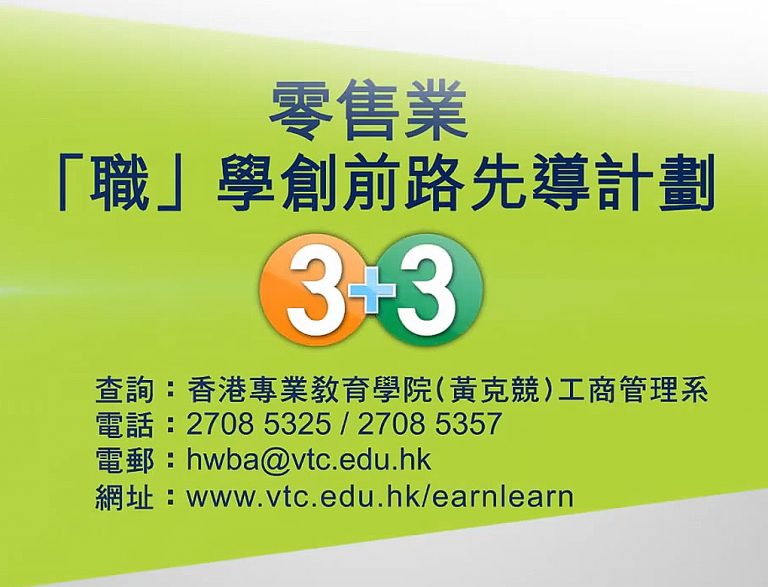 零售業
「職」學創前路先導計劃
3+3
查詢：香港專業教育學院(黃克競)工商管理系
電話：2708 5325 / 2708 5357
電郵：hwba@vtc.edu.hk
網址：www.vtc.edu.hk/earnlearn